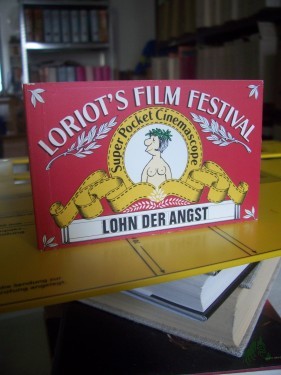 LORIOT'S FILM FESTIVAL
Super Pocket Cinemascope
LOHN DER ANGST